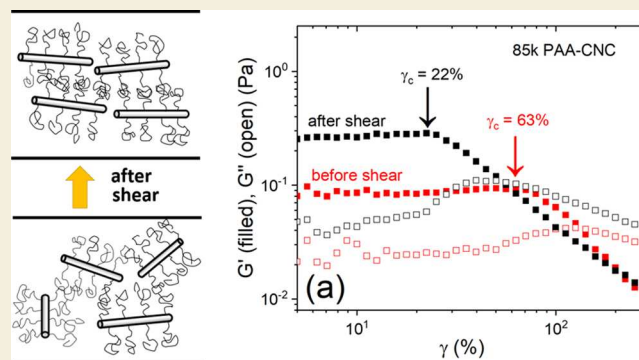 after
shear
G' (filled), G" (open) (Pa)
10⁰
10⁻¹
10⁻²
85k PAA-CNC
γc = 22%
γc = 63%
after shear
before shear
(a)
10¹
10²
γ (%)